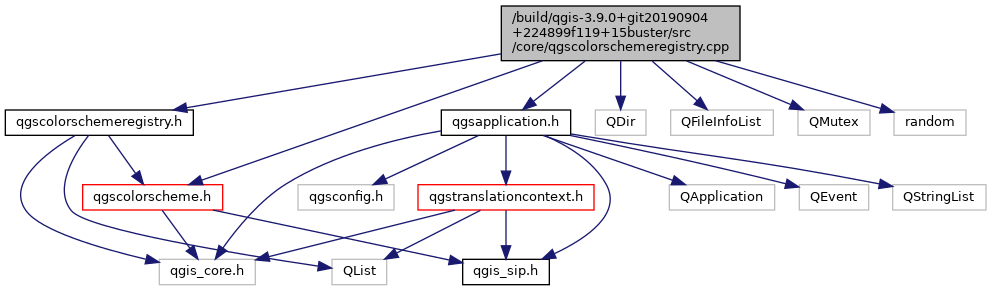 /build/qgis-3.9.0+git20190904
+224899f119+15buster/src
/core/qgscolorschemeregistry.cpp
qgscolorschemeregistry.h
qgsapplication.h
QDir
QFileInfoList
QMutex
random
qgscolorscheme.h
qgsconfig.h
qgstranslationcontext.h
QApplication
QEvent
QStringList
qgis_core.h
QList
qgis_sip.h